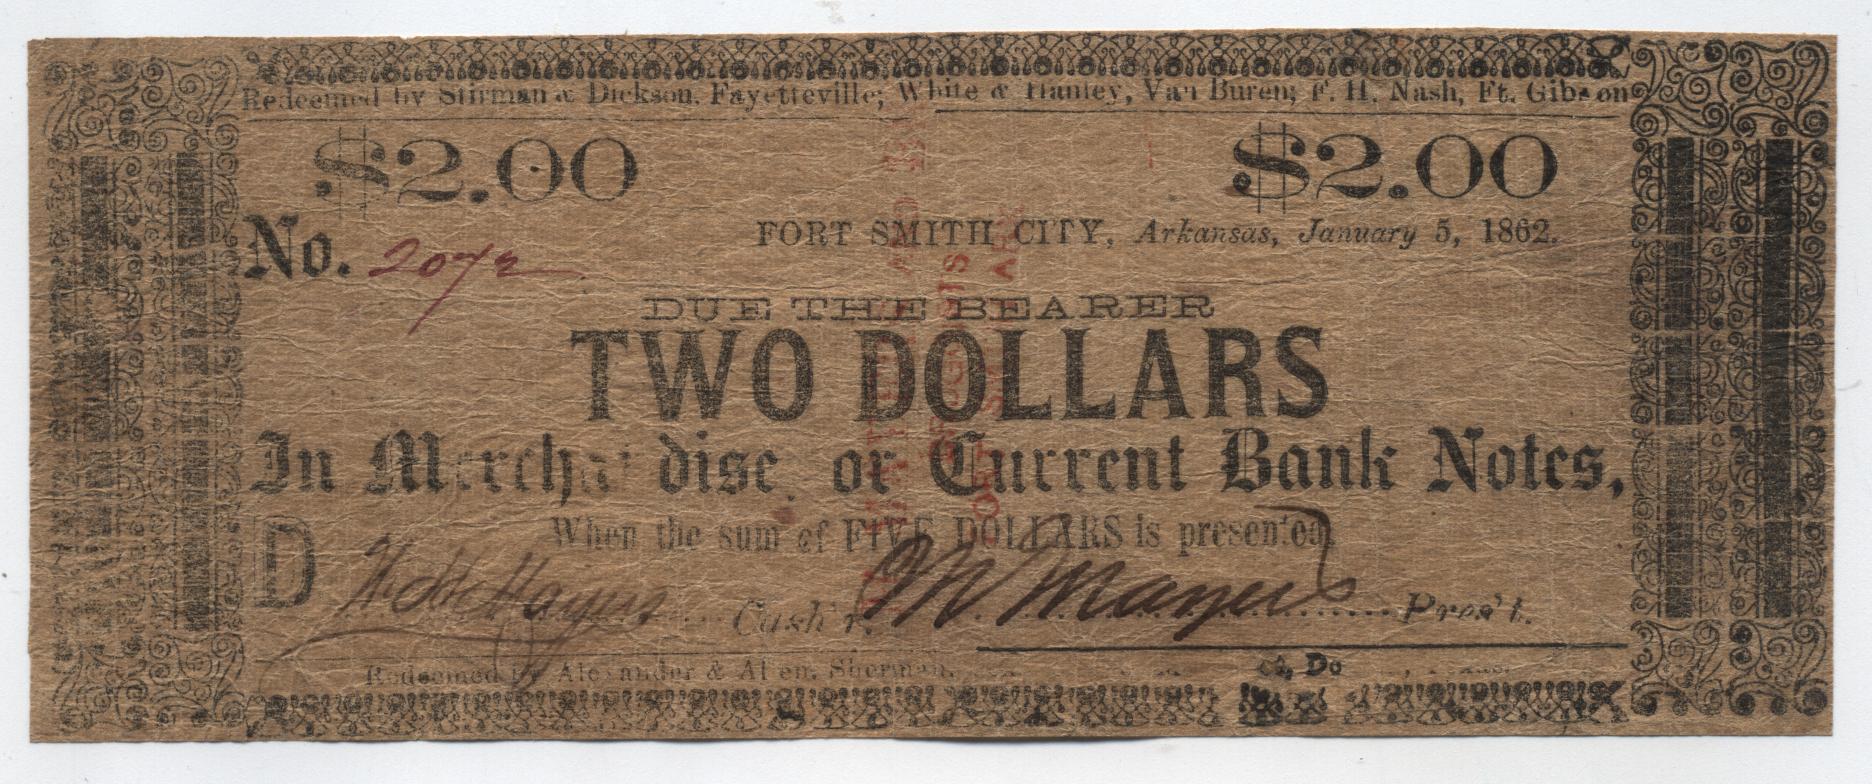 Redeemed by Stirman & Dickson, Fayetteville; White & Hanley, Van Buren; F. H. Nash, Ft. Gibson
$2.00 $2.00
FORT SMITH CITY, Arkansas, January 5, 1862.
No. 2072
DUE THE BEARER
TWO DOLLARS
In Merchandise, or Current Bank Notes,
When the sum of FIVE DOLLARS is presented
D Cash'r. M. Mayers Pres't.
Redeemed by Alexander & Allen, Sherman, Do